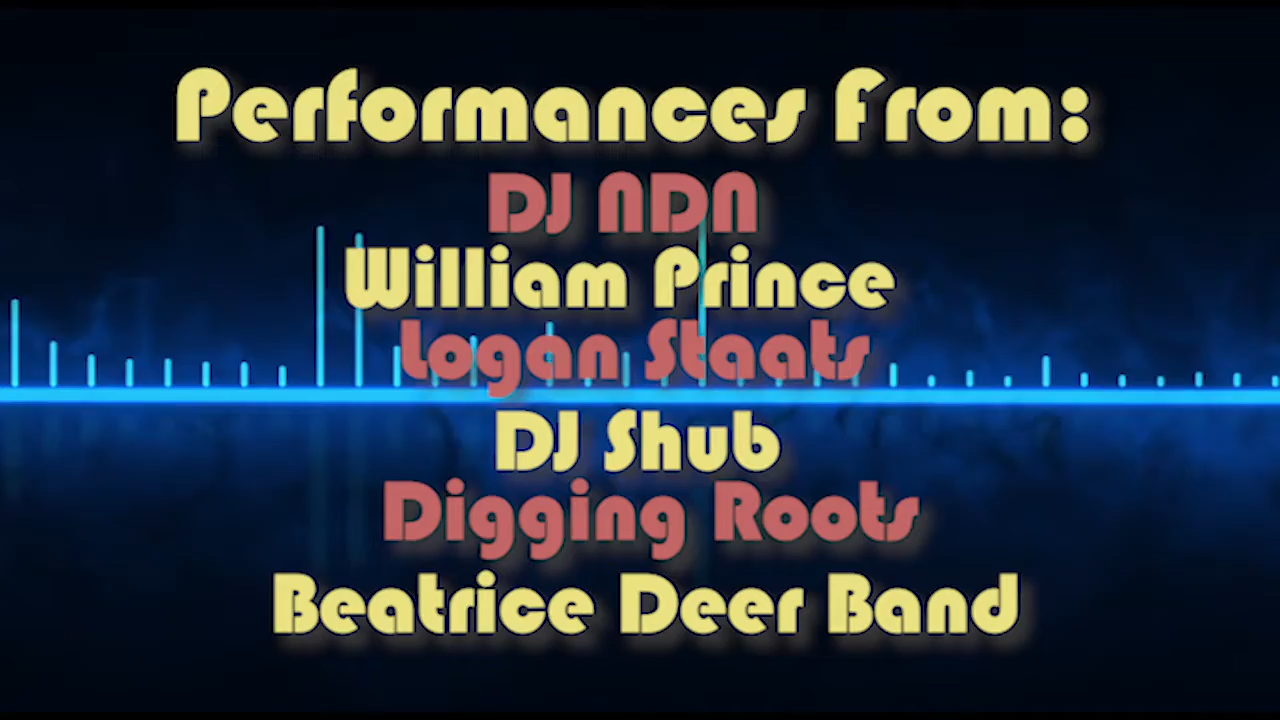 Performances From:
DJ NDN
William Prince
Logan Staats
DJ Shub
Digging Roots
Beatrice Deer Band